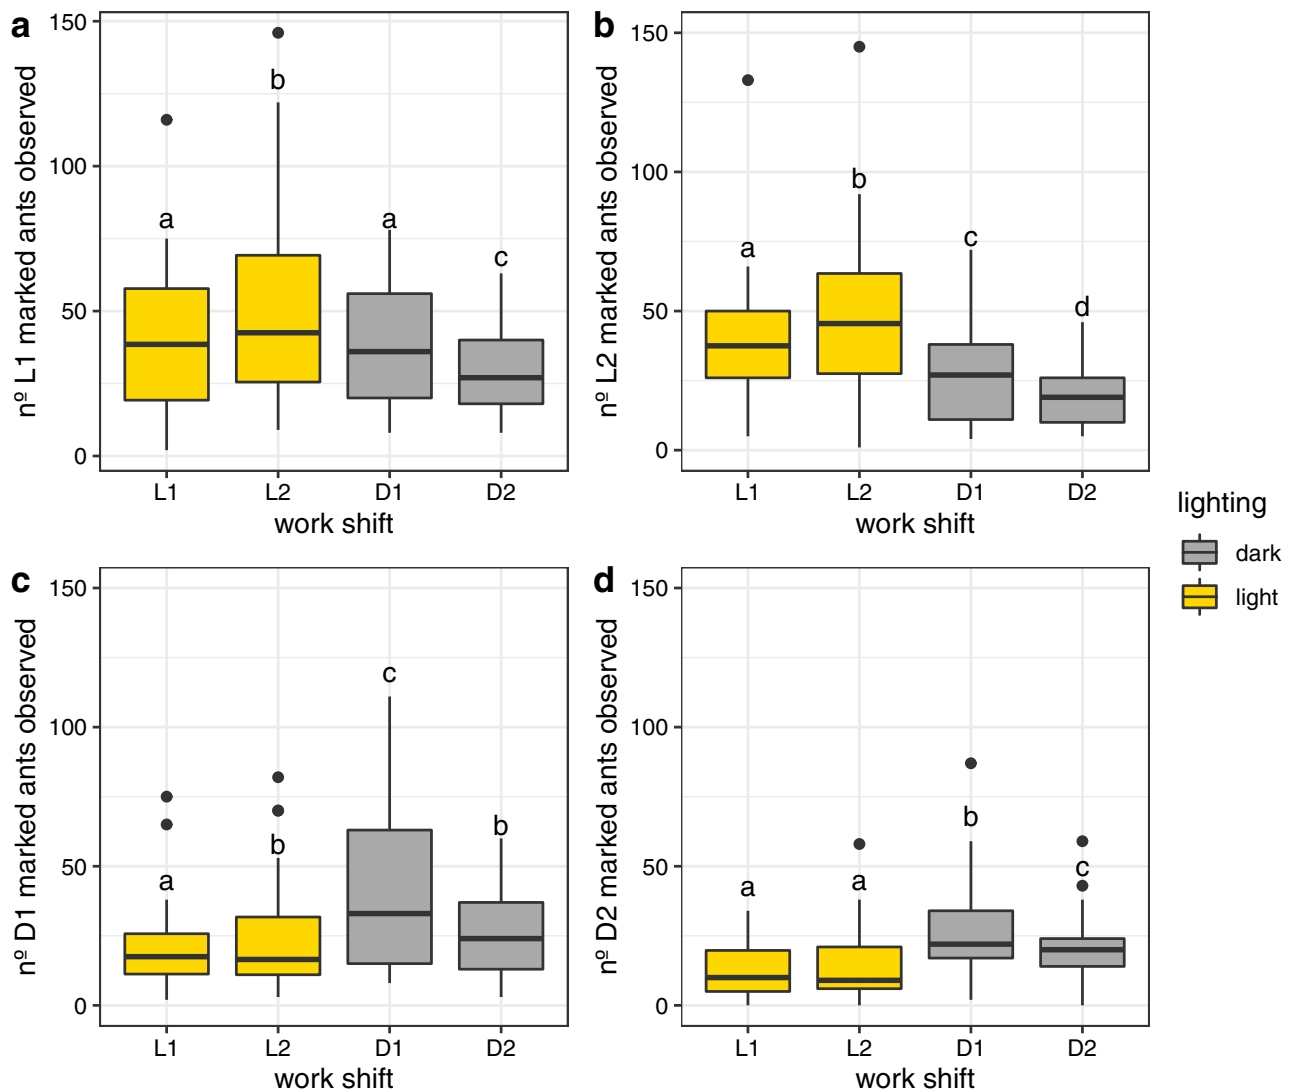 a
nº L1 marked ants observed
150
100
50
0
a
b
a
c
L1 L2 D1 D2
work shift
b
nº L2 marked ants observed
150
100
50
0
a
b
c
d
L1 L2 D1 D2
work shift
c
nº D1 marked ants observed
150
100
50
0
a
b
c
b
L1 L2 D1 D2
work shift
d
nº D2 marked ants observed
150
100
50
0
a
a
b
c
L1 L2 D1 D2
work shift
lighting
dark
light